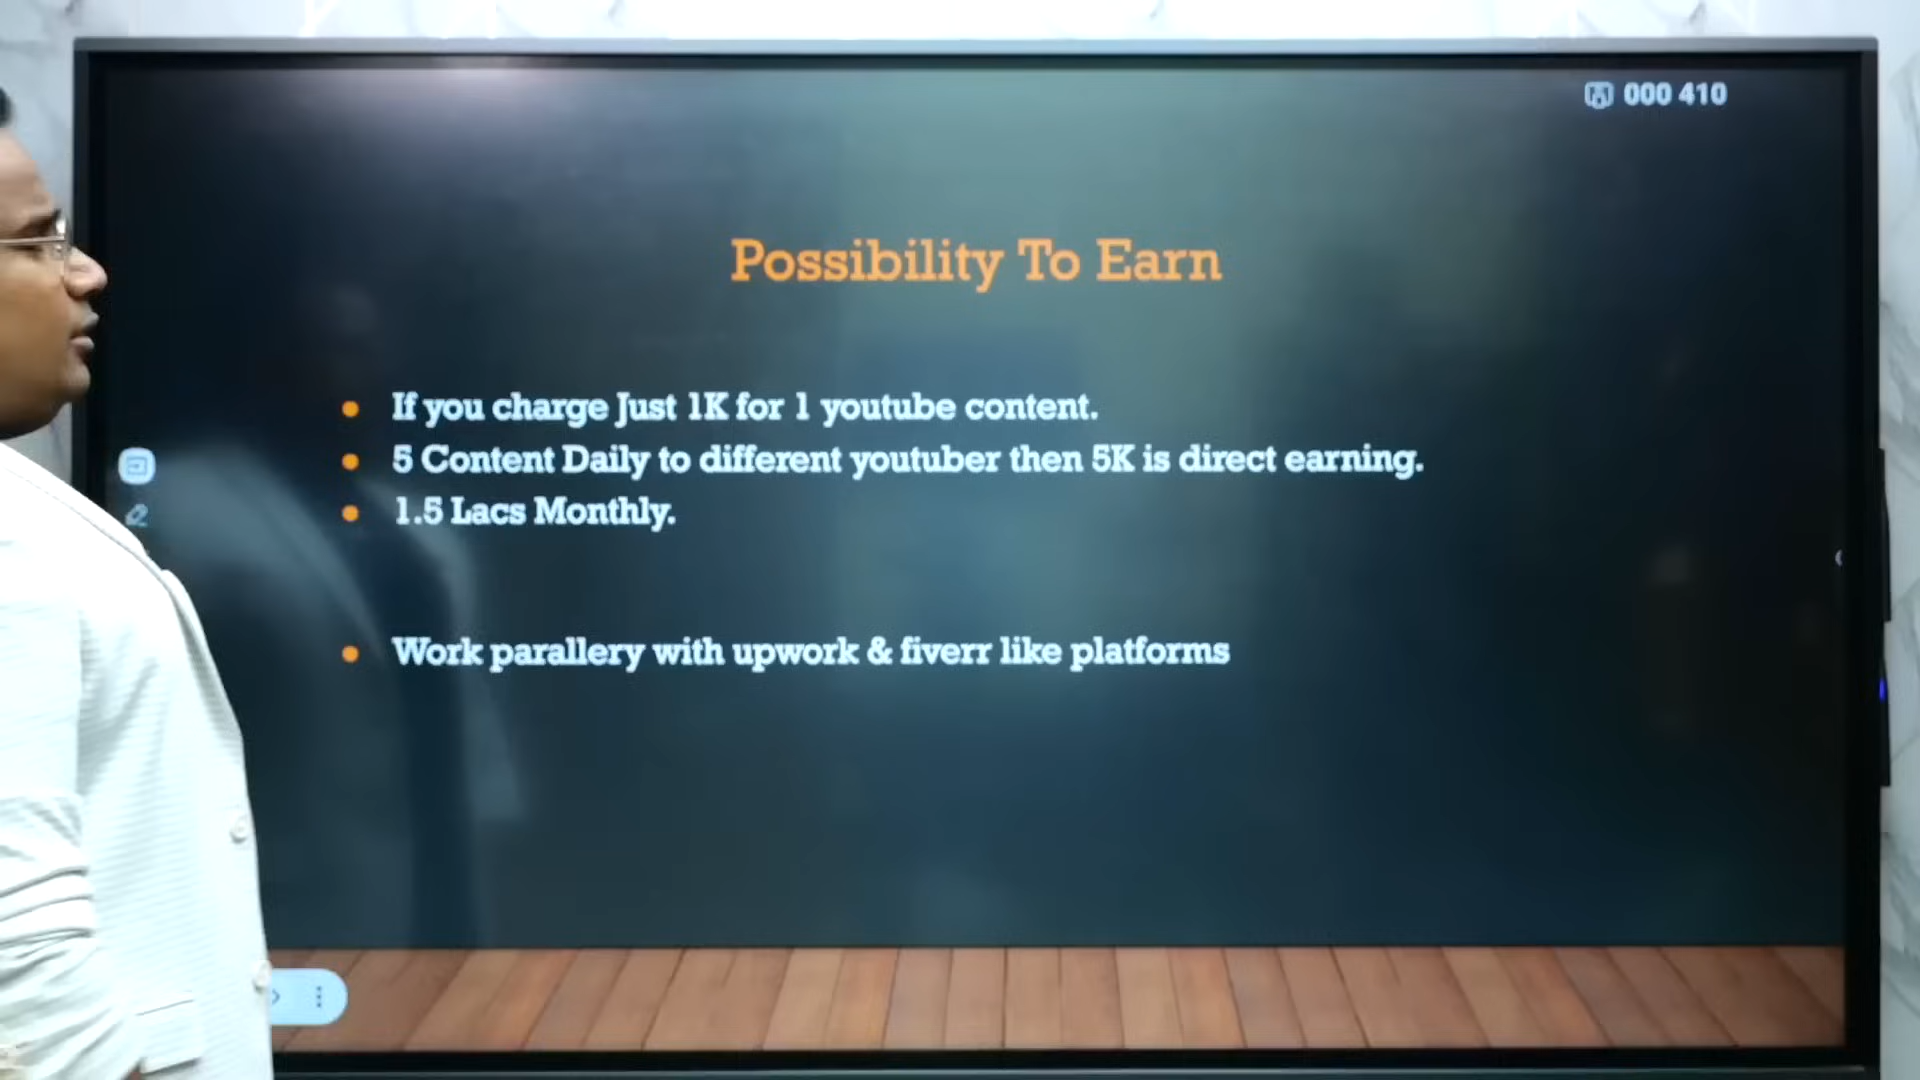 000 410
Possibility To Earn
If you charge Just 1K for 1 youtube content.
5 Content Daily to different youtuber then 5K is direct earning.
1.5 Lacs Monthly.
Work parallery with upwork & fiverr like platforms